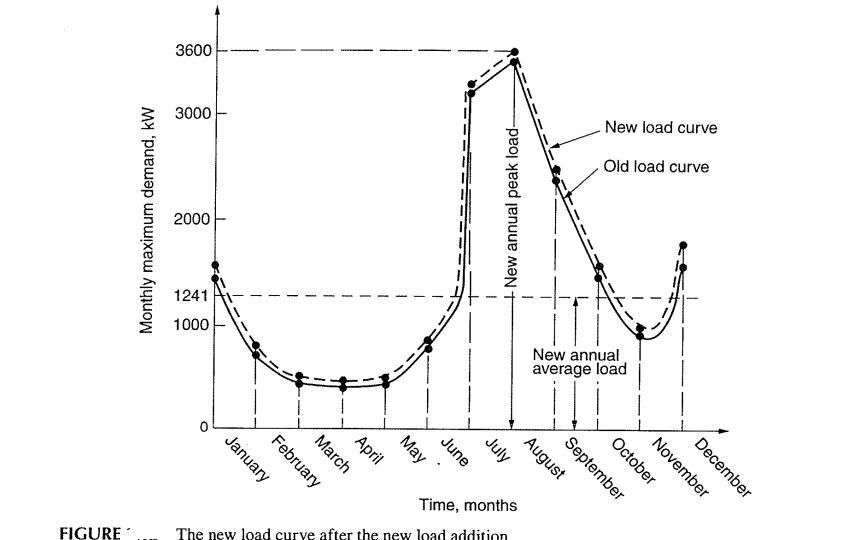 3600
3000
2000
1241
1000
0
Monthly maximum demand, kW
New annual peak load
New load curve
Old load curve
New annual
average load
January
February
March
April
May
June
July
August
September
October
November
December
Time, months
FIGURE
The new load curve after the new load addition